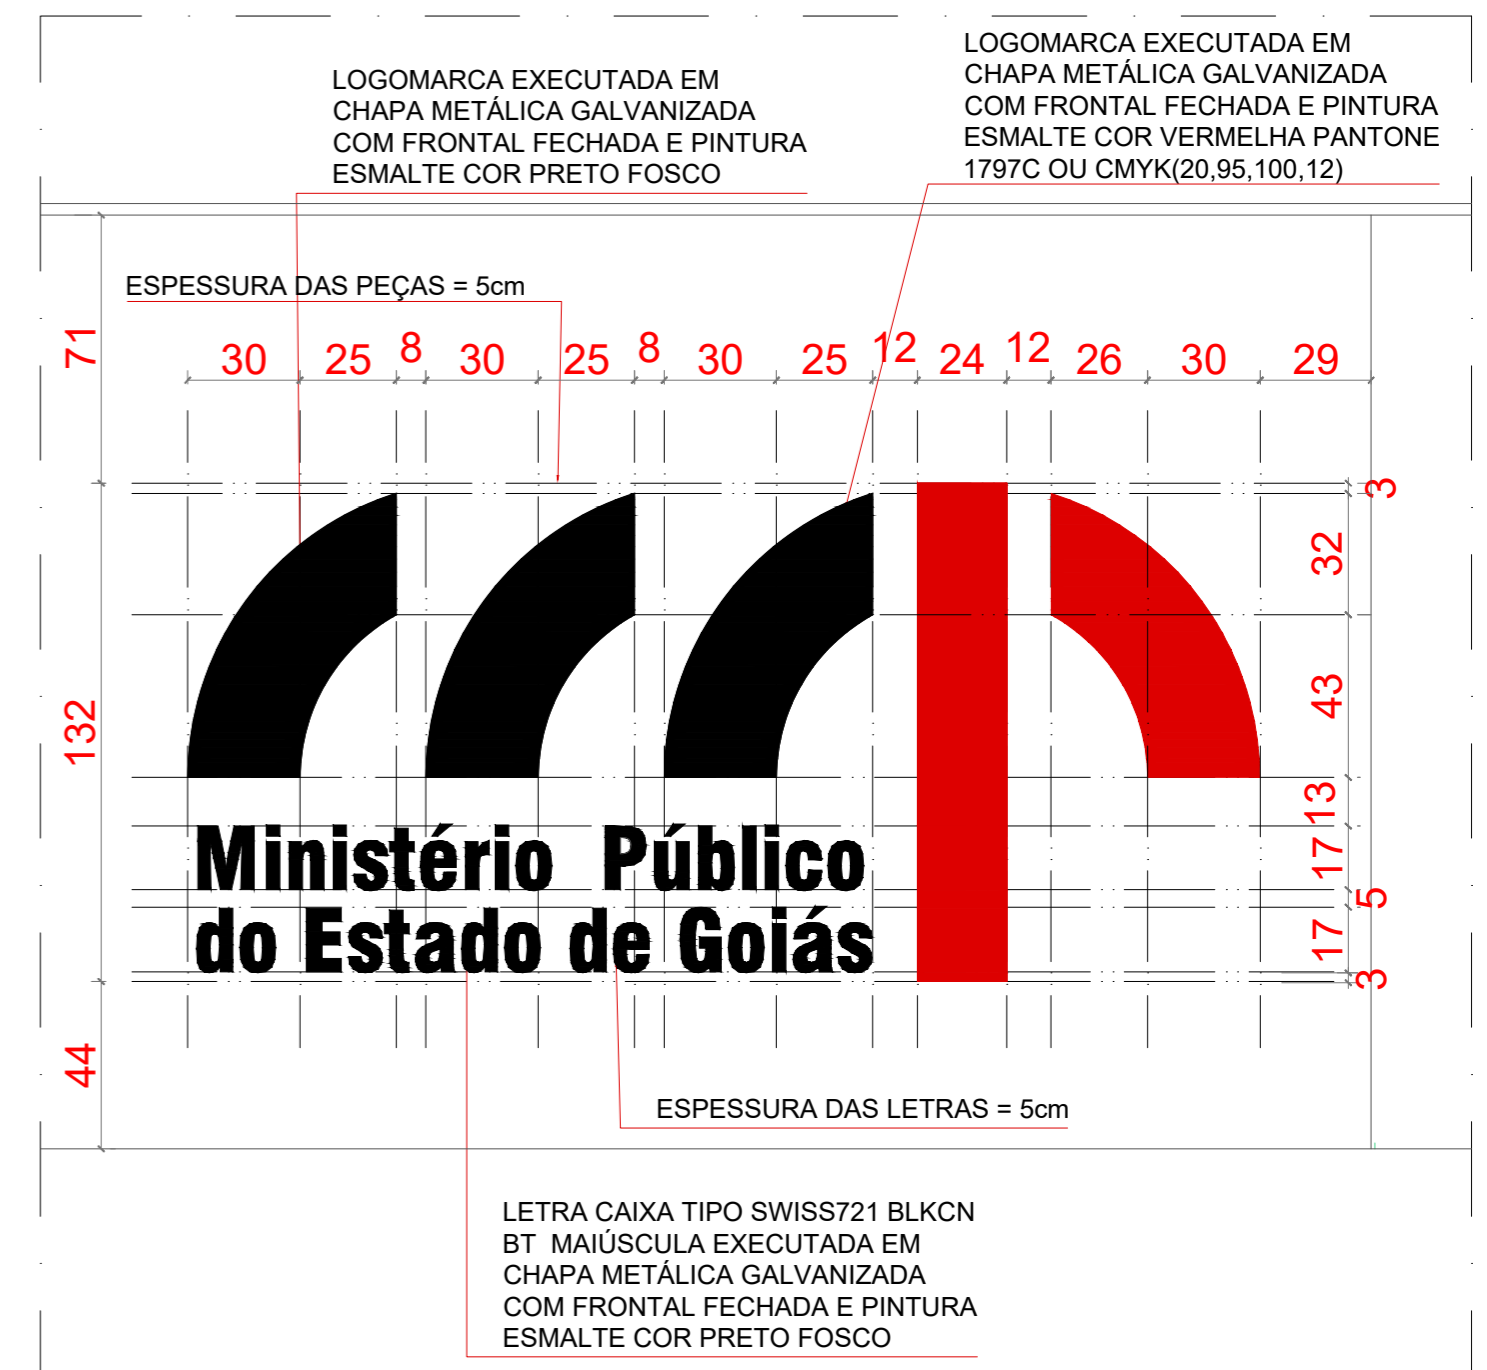 LOGOMARCA EXECUTADA EM
CHAPA METÁLICA GALVANIZADA
COM FRONTAL FECHADA E PINTURA
ESMALTE COR PRETO FOSCO
LOGOMARCA EXECUTADA EM
CHAPA METÁLICA GALVANIZADA
COM FRONTAL FECHADA E PINTURA
ESMALTE COR VERMELHA PANTONE
1797C OU CMYK(20,95,100,12)
ESPESSURA DAS PEÇAS = 5cm
30 25 8 30 25 8 30 25 12 24 12 26 30 29
71
132
44
3
32
43
13
17
5
17
3
Ministério Público
do Estado de Goiás
ESPESSURA DAS LETRAS = 5cm
LETRA CAIXA TIPO SWISS721 BLKCN
BT MAIÚSCULA EXECUTADA EM
CHAPA METÁLICA GALVANIZADA
COM FRONTAL FECHADA E PINTURA
ESMALTE COR PRETO FOSCO